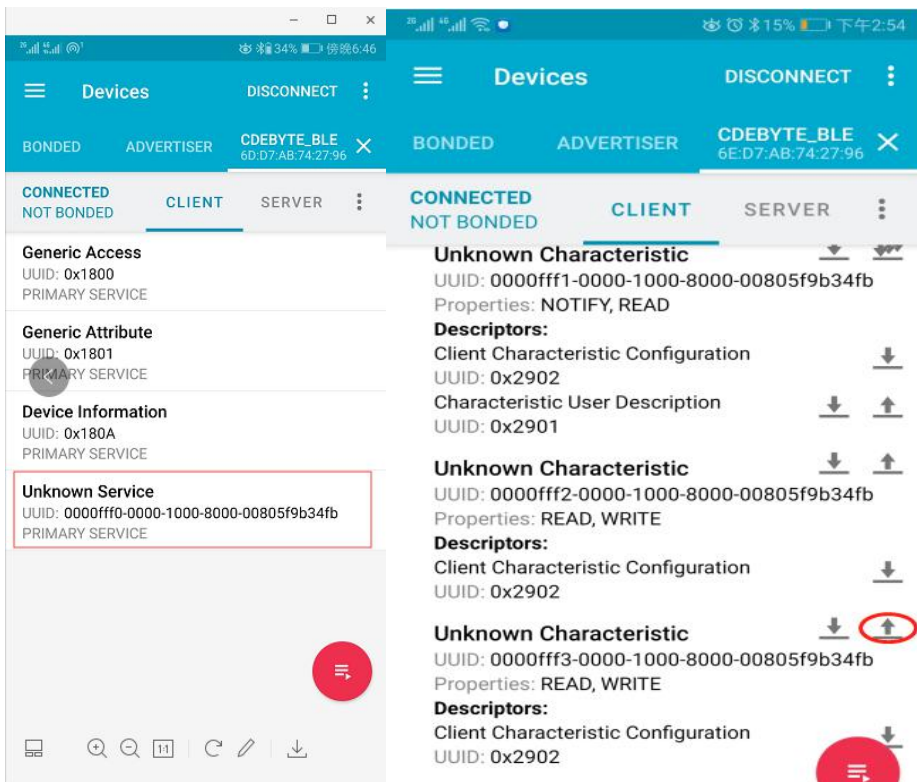 34% 傍晚6:46
Devices
DISCONNECT
BONDED
ADVERTISER
CDEBYTE_BLE
6D:D7:AB:74:27:96
CONNECTED
NOT BONDED
CLIENT
SERVER
Generic Access
UUID: 0x1800
PRIMARY SERVICE
Generic Attribute
UUID: 0x1801
PRIMARY SERVICE
Device Information
UUID: 0x180A
PRIMARY SERVICE
Unknown Service
UUID: 0000fff0-0000-1000-8000-00805f9b34fb
PRIMARY SERVICE
1:1
2G 4G 15% 下午2:54
Devices
DISCONNECT
BONDED
ADVERTISER
CDEBYTE_BLE
6E:D7:AB:74:27:96
CONNECTED
NOT BONDED
CLIENT
SERVER
Unknown Characteristic
UUID: 0000fff1-0000-1000-8000-00805f9b34fb
Properties: NOTIFY, READ
Descriptors:
Client Characteristic Configuration
UUID: 0x2902
Characteristic User Description
UUID: 0x2901
Unknown Characteristic
UUID: 0000fff2-0000-1000-8000-00805f9b34fb
Properties: READ, WRITE
Descriptors:
Client Characteristic Configuration
UUID: 0x2902
Unknown Characteristic
UUID: 0000fff3-0000-1000-8000-00805f9b34fb
Properties: READ, WRITE
Descriptors:
Client Characteristic Configuration
UUID: 0x2902